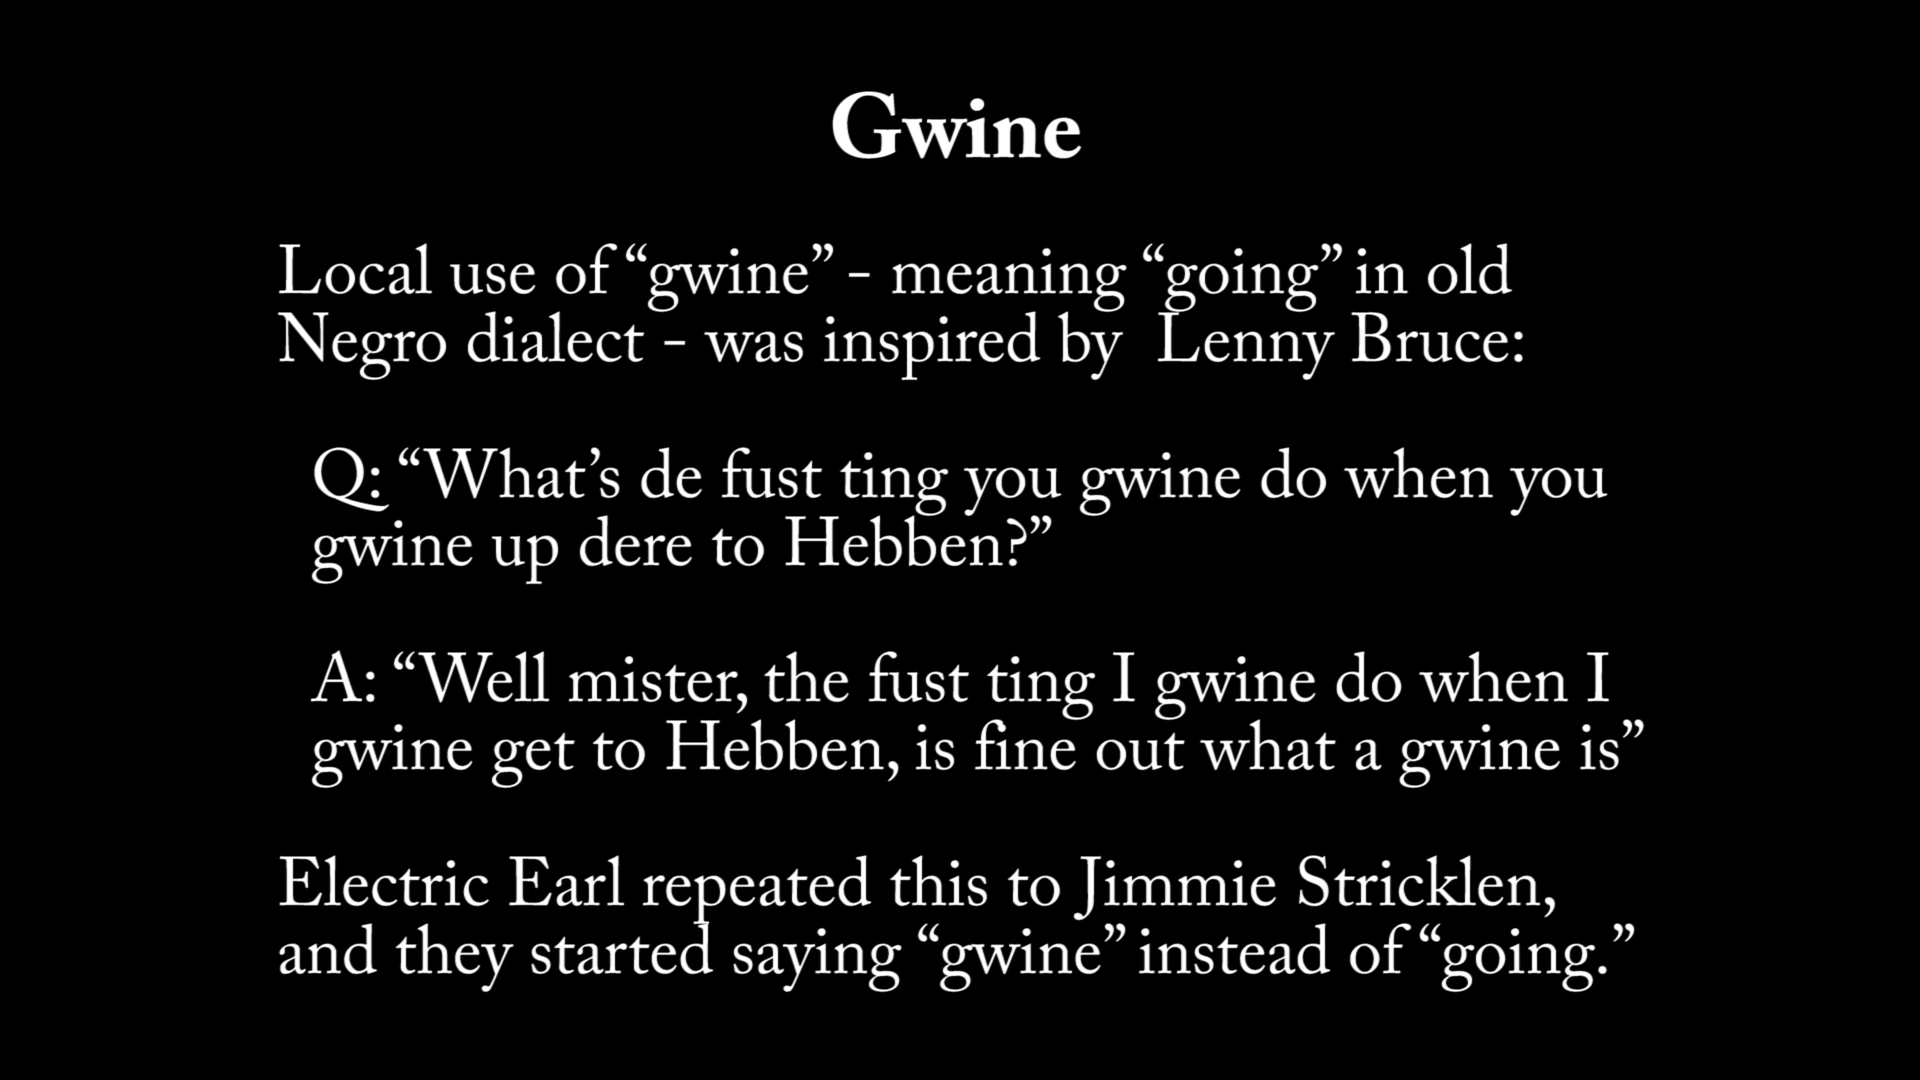 Gwine
Local use of “gwine” - meaning “going” in old
Negro dialect - was inspired by  Lenny Bruce:
Q: “What’s de fust ting you gwine do when you
gwine up dere to Hebben?”
A: “Well mister, the fust ting I gwine do when I
gwine get to Hebben, is fine out what a gwine is”
Electric Earl repeated this to Jimmie Stricklen,
and they started saying “gwine” instead of “going.”